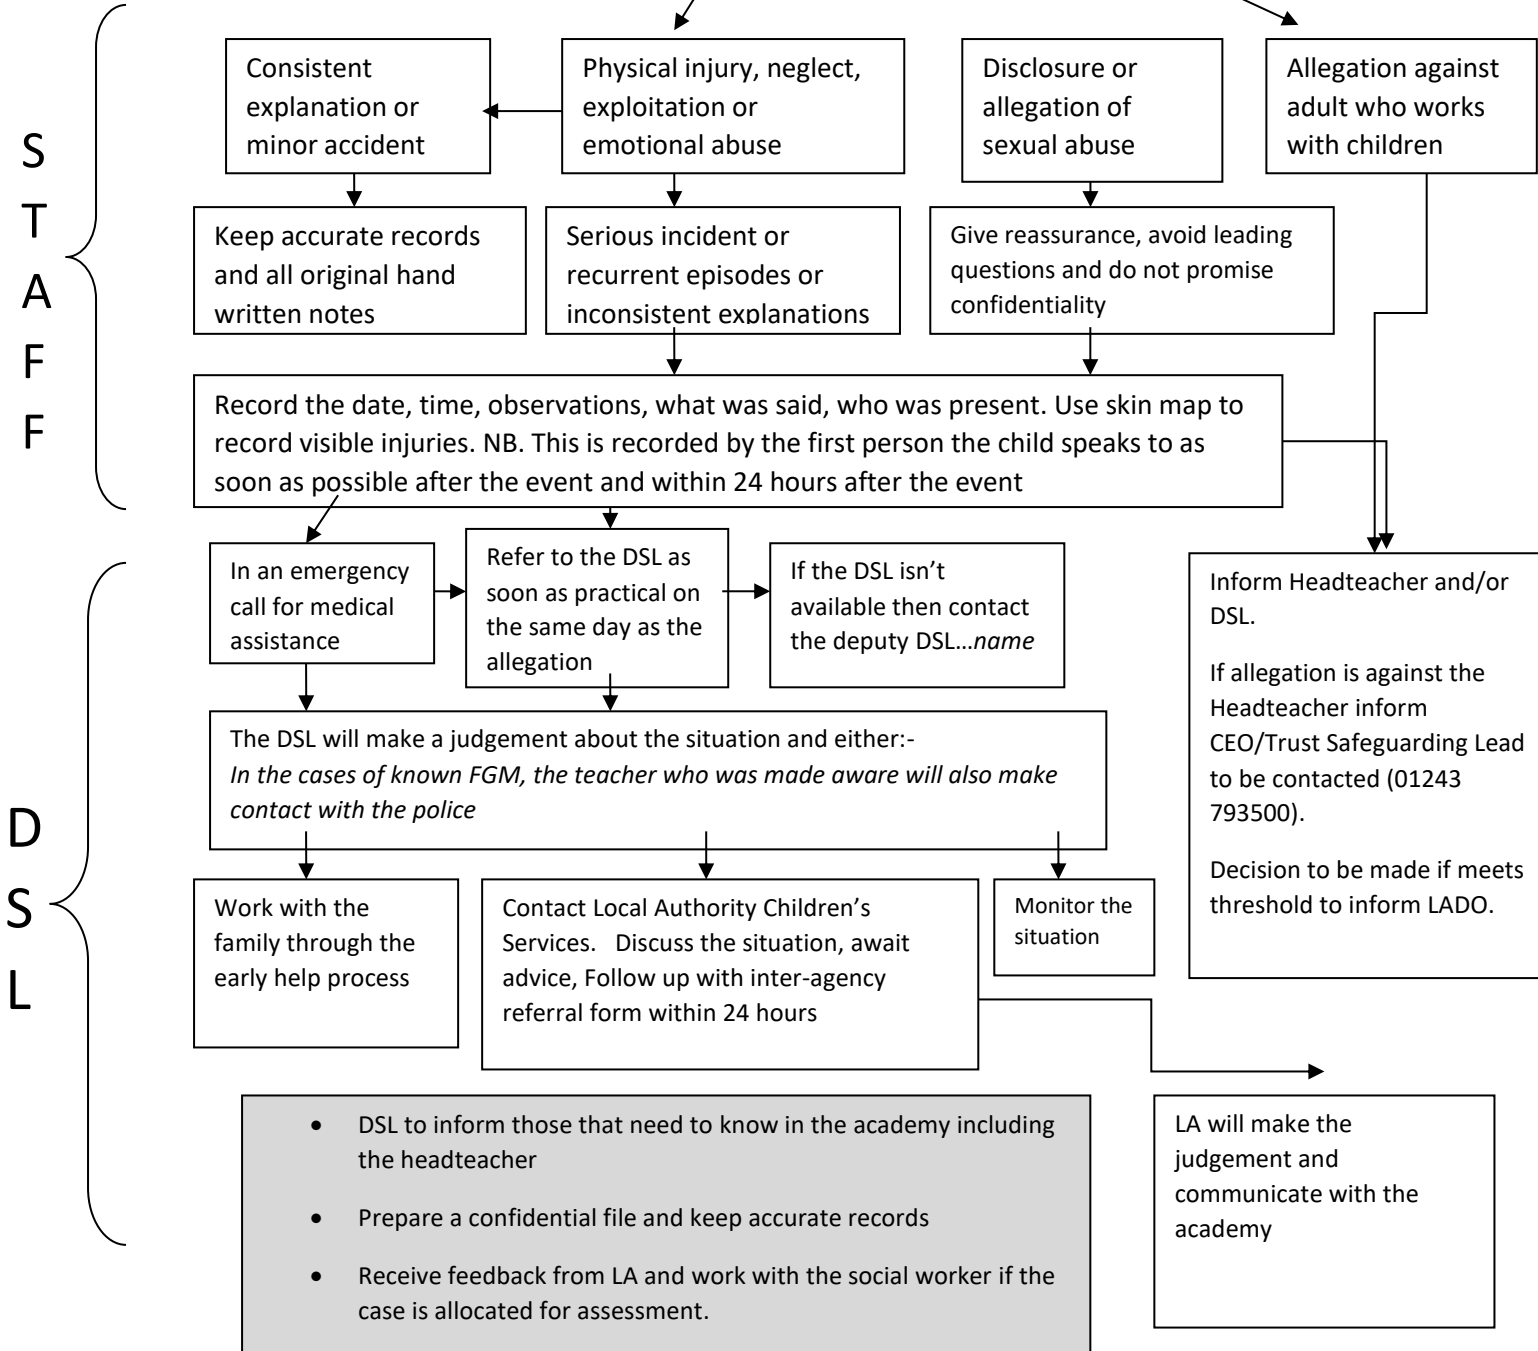 S
T
A
F
F
Consistent
explanation or
minor accident
Physical injury, neglect,
exploitation or
emotional abuse
Disclosure or
allegation of
sexual abuse
Allegation against
adult who works
with children
Keep accurate records
and all original hand
written notes
Serious incident or
recurrent episodes or
inconsistent explanations
Give reassurance, avoid leading
questions and do not promise
confidentiality
Record the date, time, observations, what was said, who was present. Use skin map to
record visible injuries. NB. This is recorded by the first person the child speaks to as
soon as possible after the event and within 24 hours after the event
D
S
L
In an emergency
call for medical
assistance
Refer to the DSL as
soon as practical on
the same day as the
allegation
If the DSL isn’t
available then contact
the deputy DSL…name
Inform Headteacher and/or
DSL.
If allegation is against the
Headteacher inform
CEO/Trust Safeguarding Lead
to be contacted (01243
793500).
Decision to be made if meets
threshold to inform LADO.
The DSL will make a judgement about the situation and either:-
In the cases of known FGM, the teacher who was made aware will also make
contact with the police
Work with the
family through the
early help process
Contact Local Authority Children’s
Services.   Discuss the situation, await
advice, Follow up with inter-agency
referral form within 24 hours
Monitor the
situation
• DSL to inform those that need to know in the academy including
the headteacher
• Prepare a confidential file and keep accurate records
• Receive feedback from LA and work with the social worker if the
case is allocated for assessment.
LA will make the
judgement and
communicate with the
academy